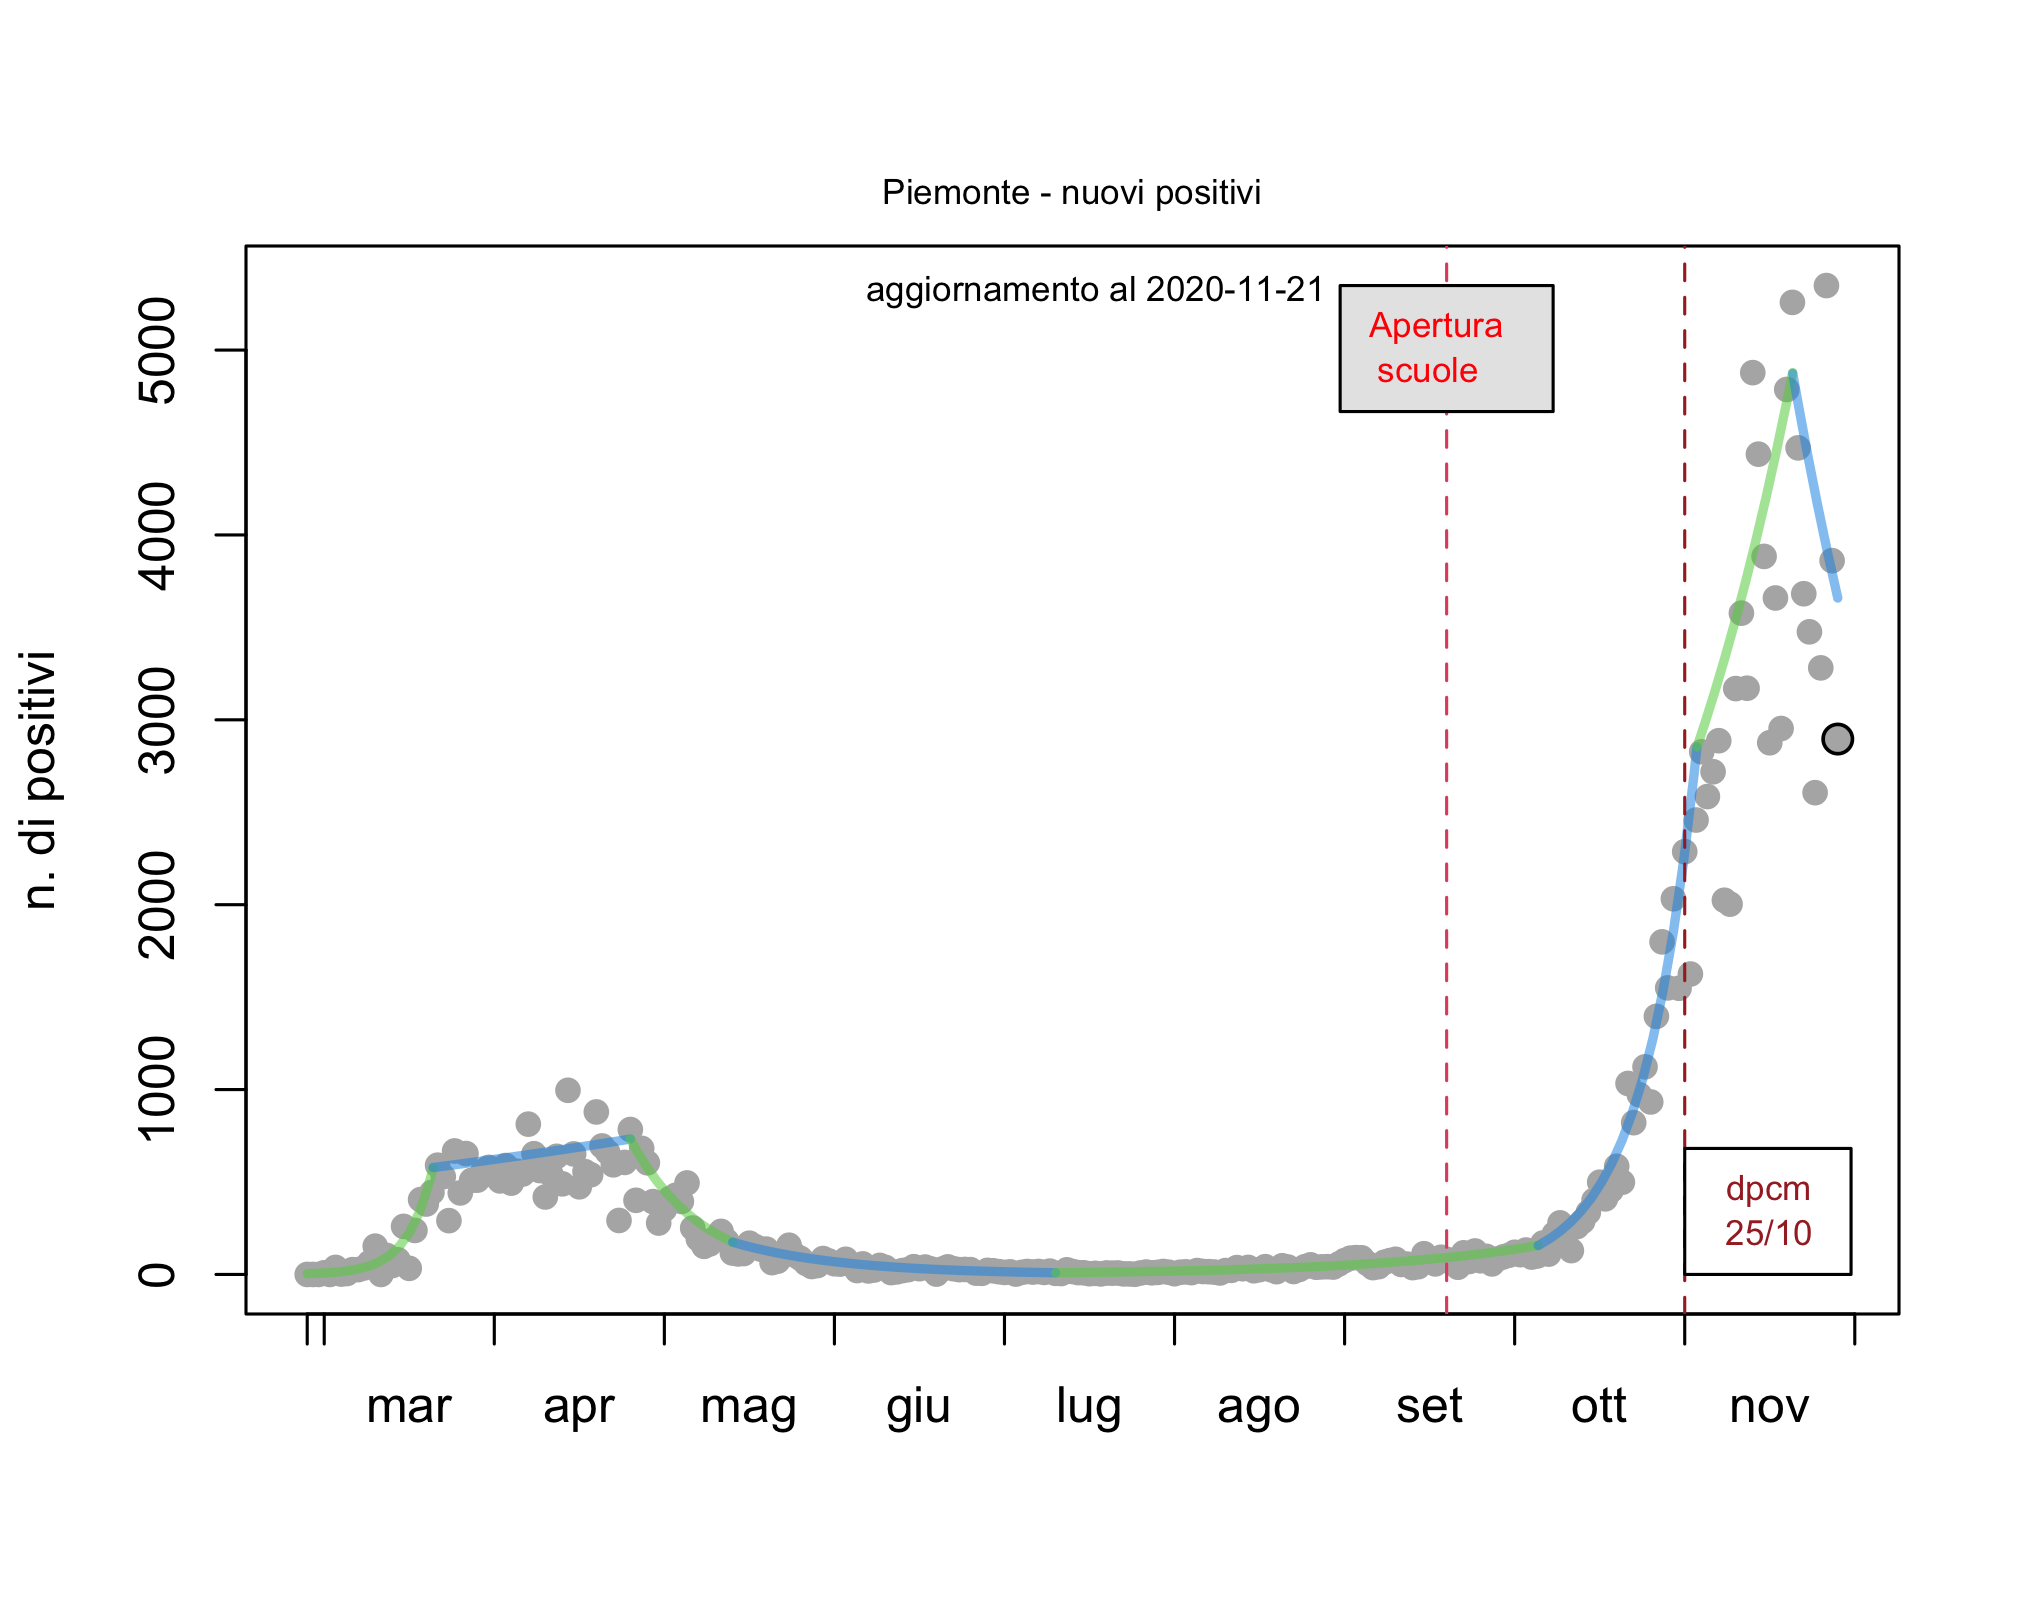 Piemonte - nuovi positivi
aggiornamento al 2020-11-21
Apertura
scuole
n. di positivi
5000
4000
3000
2000
1000
0
dpcm
25/10
mar apr mag giu lug ago set ott nov